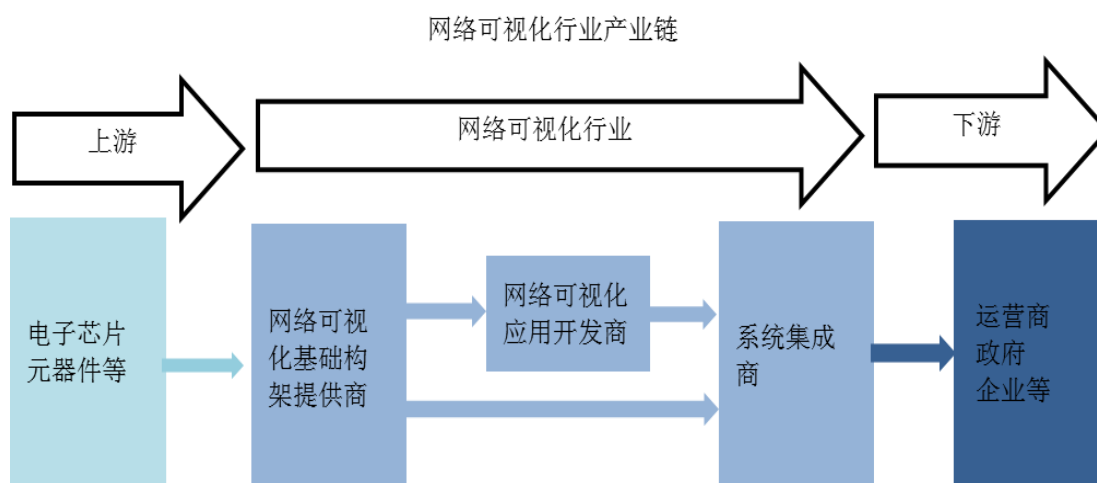 网络可视化行业产业链
上游
网络可视化行业
下游
电子芯片
元器件等
网络可视
化基础构
架提供商
网络可视化
应用开发商
系统集成
商
运营商
政府
企业等